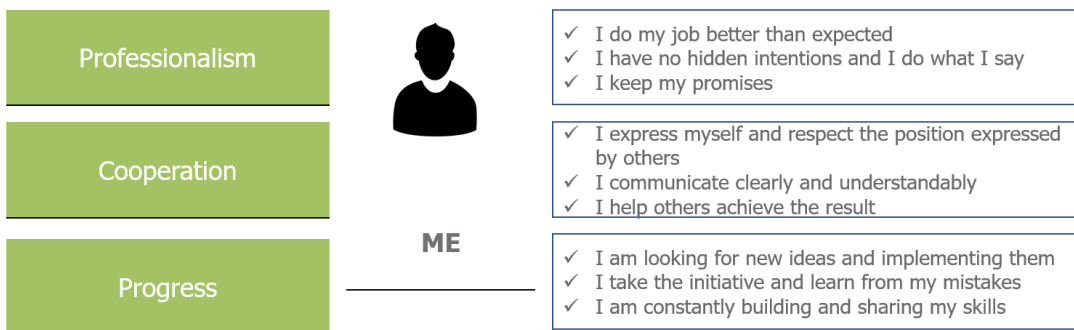 Professionalism
✓ I do my job better than expected
✓ I have no hidden intentions and I do what I say
✓ I keep my promises
Cooperation
✓ I express myself and respect the position expressed
by others
✓ I communicate clearly and understandably
✓ I help others achieve the result
ME
Progress
✓ I am looking for new ideas and implementing them
✓ I take the initiative and learn from my mistakes
✓ I am constantly building and sharing my skills